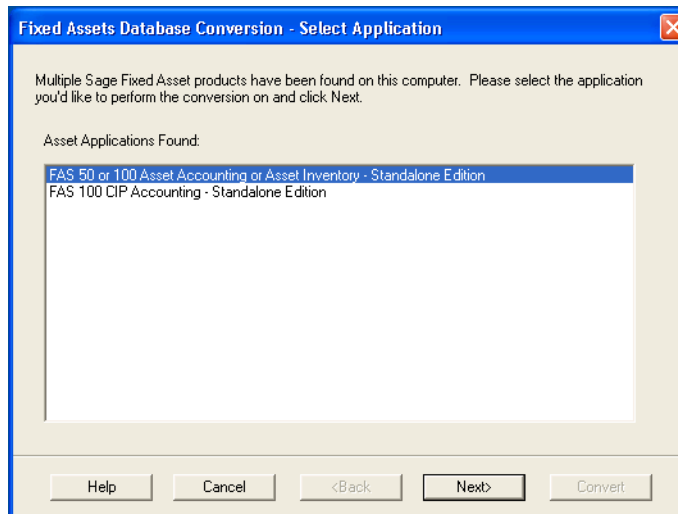 Fixed Assets Database Conversion - Select Application
Multiple Sage Fixed Asset products have been found on this computer.  Please select the application
you'd like to perform the conversion on and click Next.
Asset Applications Found:
FAS 50 or 100 Asset Accounting or Asset Inventory - Standalone Edition
FAS 100 CIP Accounting - Standalone Edition
Help
Cancel
<Back
Next>
Convert